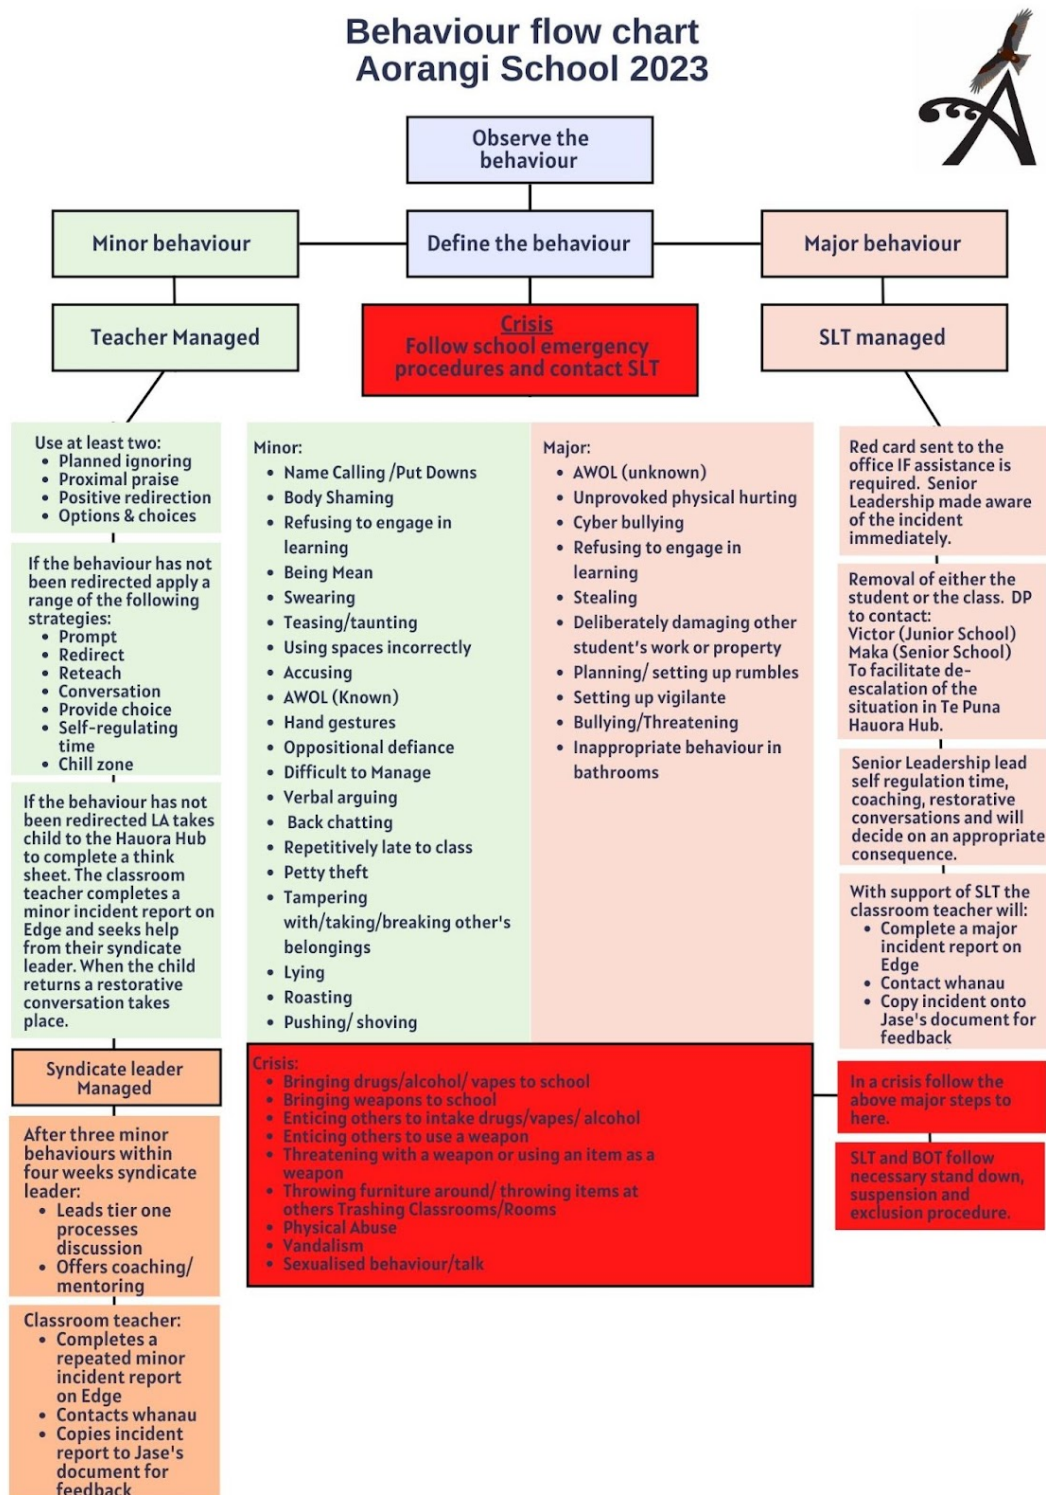 Behaviour flow chart
Aorangi School 2023
Observe the
behaviour
Minor behaviour
Define the behaviour
Major behaviour
Teacher Managed
Crisis
Follow school emergency
procedures and contact SLT
SLT managed
Use at least two:
• Planned ignoring
• Proximal praise
• Positive redirection
• Options & choices
If the behaviour has not
been redirected apply a
range of the following
strategies:
• Prompt
• Redirect
• Reteach
• Conversation
• Provide choice
• Self-regulating
time
• Chill zone
If the behaviour has not
been redirected LA takes
child to the Hauora Hub
to complete a think
sheet. The classroom
teacher completes a
minor incident report on
Edge and seeks help
from their syndicate
leader. When the child
returns a restorative
conversation takes
place.
Syndicate leader
Managed
After three minor
behaviours within
four weeks syndicate
leader:
• Leads tier one
processes
discussion
• Offers coaching/
mentoring
Classroom teacher:
• Completes a
repeated minor
incident report
on Edge
• Contacts whanau
• Copies incident
report to Jase's
document for
feedback
Minor:
• Name Calling /Put Downs
• Body Shaming
• Refusing to engage in
learning
• Being Mean
• Swearing
• Teasing/taunting
• Using spaces incorrectly
• Accusing
• AWOL (Known)
• Hand gestures
• Oppositional defiance
• Difficult to Manage
• Verbal arguing
• Back chatting
• Repetitively late to class
• Petty theft
• Tampering
with/taking/breaking other's
belongings
• Lying
• Roasting
• Pushing/ shoving
Major:
• AWOL (unknown)
• Unprovoked physical hurting
• Cyber bullying
• Refusing to engage in
learning
• Stealing
• Deliberately damaging other
student's work or property
• Planning/ setting up rumbles
• Setting up vigilante
• Bullying/Threatening
• Inappropriate behaviour in
bathrooms
Crisis:
• Bringing drugs/alcohol/ vapes to school
• Bringing weapons to school
• Enticing others to intake drugs/vapes/ alcohol
• Enticing others to use a weapon
• Threatening with a weapon or using an item as a
weapon
• Throwing furniture around/ throwing items at
others Trashing Classrooms/Rooms
• Physical Abuse
• Vandalism
• Sexualised behaviour/talk
Red card sent to the
office IF assistance is
required. Senior
Leadership made aware
of the incident
immediately.
Removal of either the
student or the class. DP
to contact:
Victor (Junior School)
Maka (Senior School)
To facilitate de-
escalation of the
situation in Te Puna
Hauora Hub.
Senior Leadership lead
self regulation time,
coaching, restorative
conversations and will
decide on an appropriate
consequence.
With support of SLT the
classroom teacher will:
• Complete a major
incident report on
Edge
• Contact whanau
• Copy incident onto
Jase's document for
feedback
In a crisis follow the
above major steps to
here.
SLT and BOT follow
necessary stand down,
suspension and
exclusion procedure.